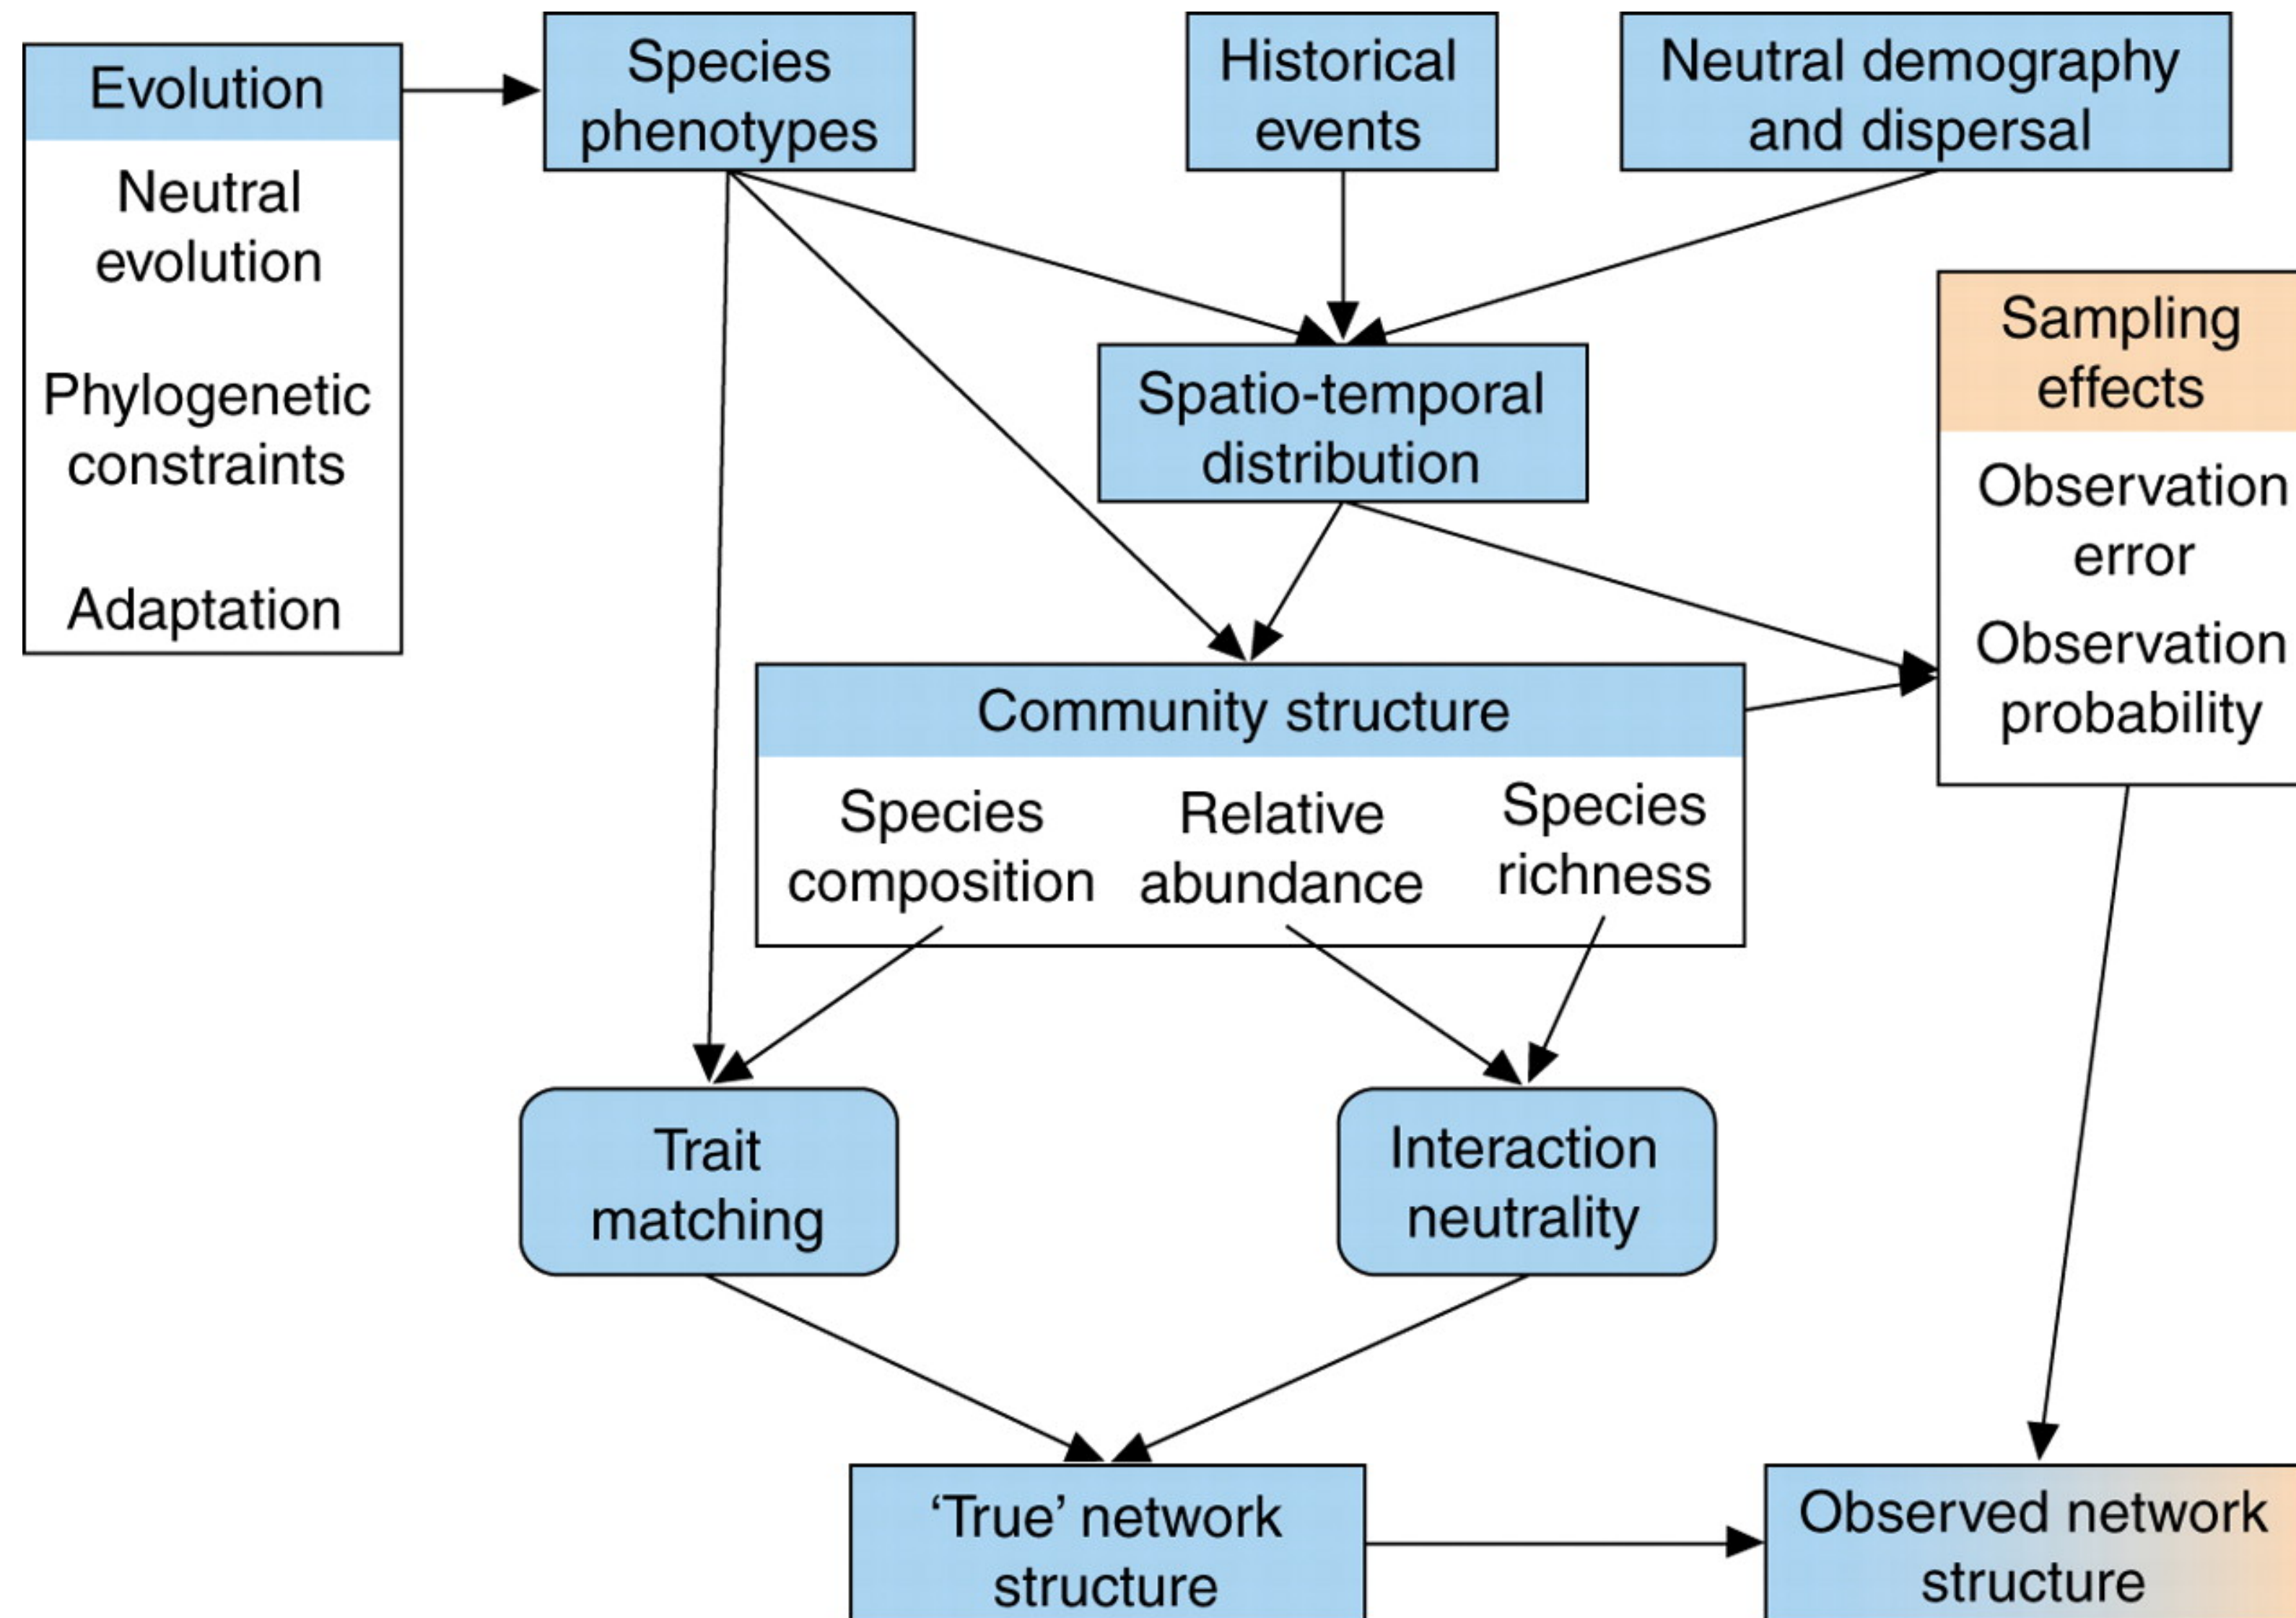 Evolution
Neutral
evolution
Phylogenetic
constraints
Adaptation
Species
phenotypes
Historical
events
Neutral demography
and dispersal
Spatio-temporal
distribution
Sampling
effects
Observation
error
Observation
probability
Community structure
Species
composition
Relative
abundance
Species
richness
Trait
matching
Interaction
neutrality
‘True’ network
structure
Observed network
structure